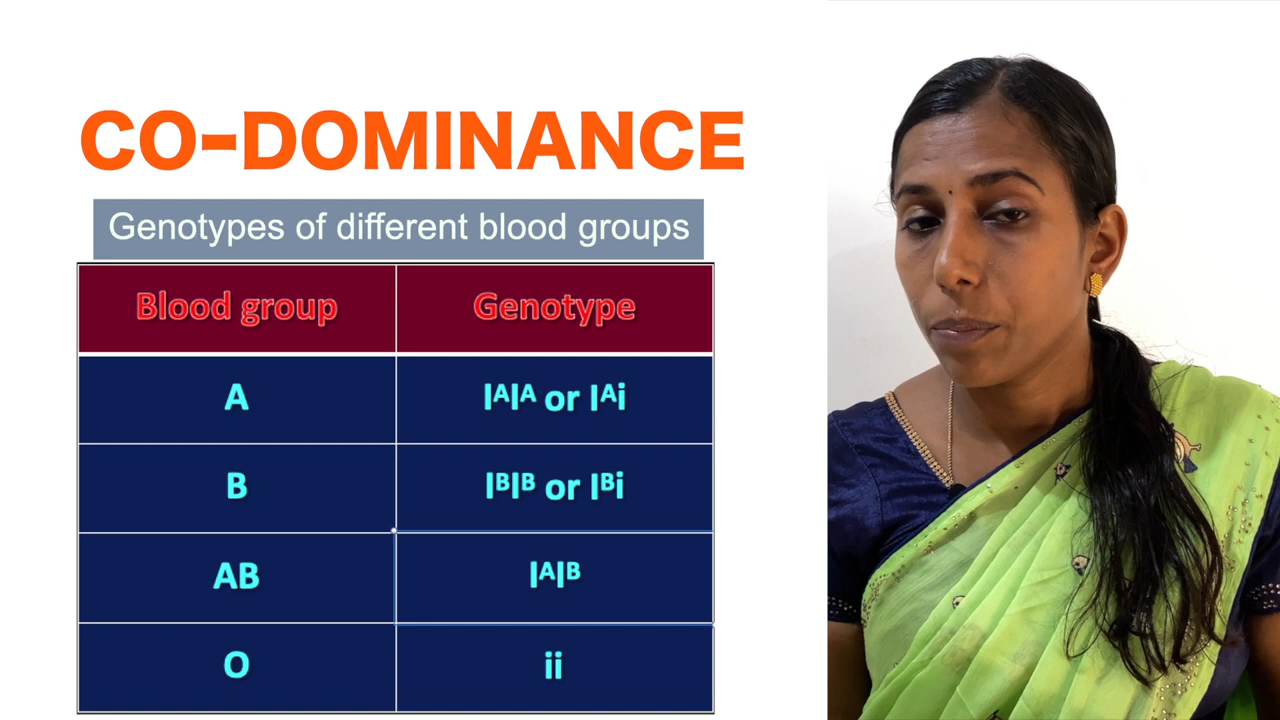 CO-DOMINANCE
Genotypes of different blood groups
Blood group Genotype
A IᴬIᴬ or Iᴬi
B IᴮIᴮ or Iᴮi
AB IᴬIᴮ
O ii